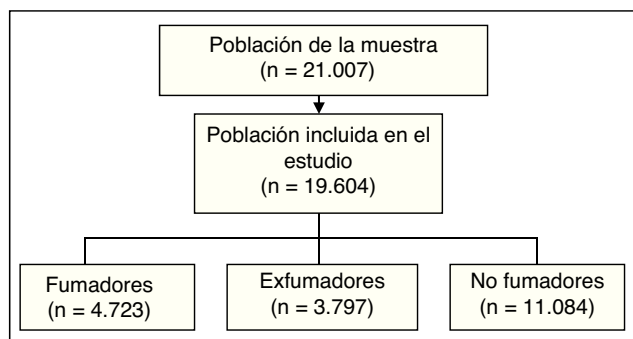 Población de la muestra
(n = 21.007)
Población incluida en el
estudio
(n = 19.604)
Fumadores
(n = 4.723)
Exfumadores
(n = 3.797)
No fumadores
(n = 11.084)